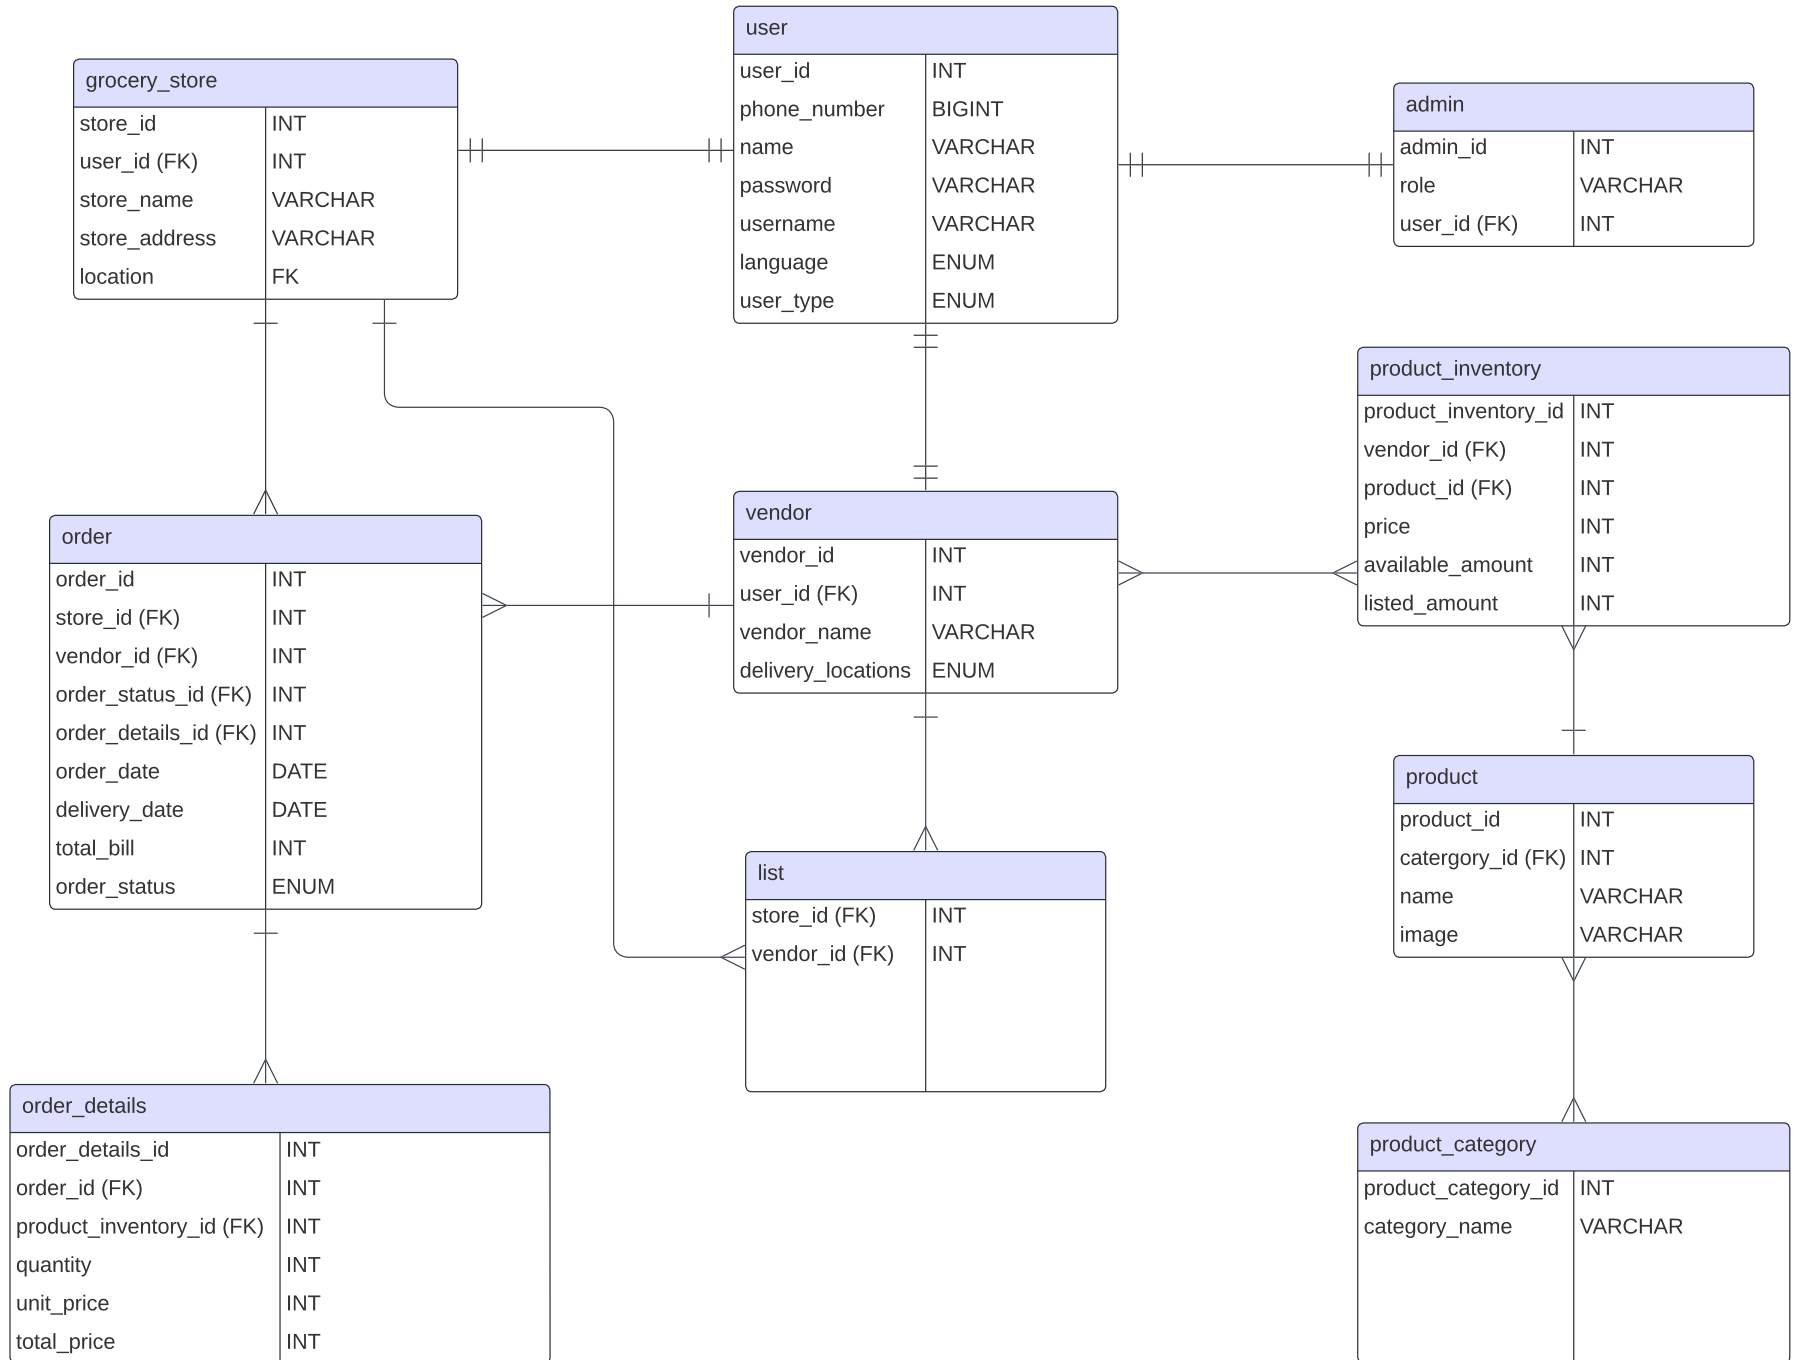 user
user_id INT
phone_number BIGINT
name VARCHAR
password VARCHAR
username VARCHAR
language ENUM
user_type ENUM
grocery_store
store_id INT
user_id (FK) INT
store_name VARCHAR
store_address VARCHAR
location FK
admin
admin_id INT
role VARCHAR
user_id (FK) INT
product_inventory
product_inventory_id INT
vendor_id (FK) INT
product_id (FK) INT
price INT
available_amount INT
listed_amount INT
vendor
vendor_id INT
user_id (FK) INT
vendor_name VARCHAR
delivery_locations ENUM
order
order_id INT
store_id (FK) INT
vendor_id (FK) INT
order_status_id (FK) INT
order_details_id (FK) INT
order_date DATE
delivery_date DATE
total_bill INT
order_status ENUM
product
product_id INT
catergory_id (FK) INT
name VARCHAR
image VARCHAR
list
store_id (FK) INT
vendor_id (FK) INT
order_details
order_details_id INT
order_id (FK) INT
product_inventory_id (FK) INT
quantity INT
unit_price INT
total_price INT
product_category
product_category_id INT
category_name VARCHAR